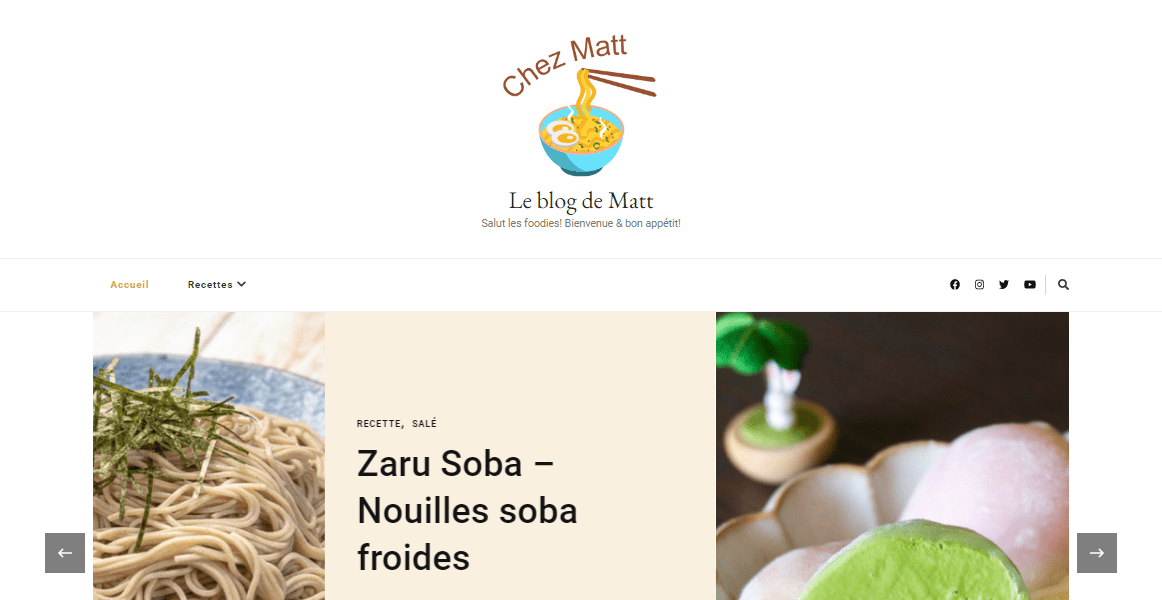 Chez Matt
Le blog de Matt
Salut les foodies! Bienvenue & bon appétit!
Accueil
Recettes
RECETTE, SALÉ
Zaru Soba –
Nouilles soba
froides